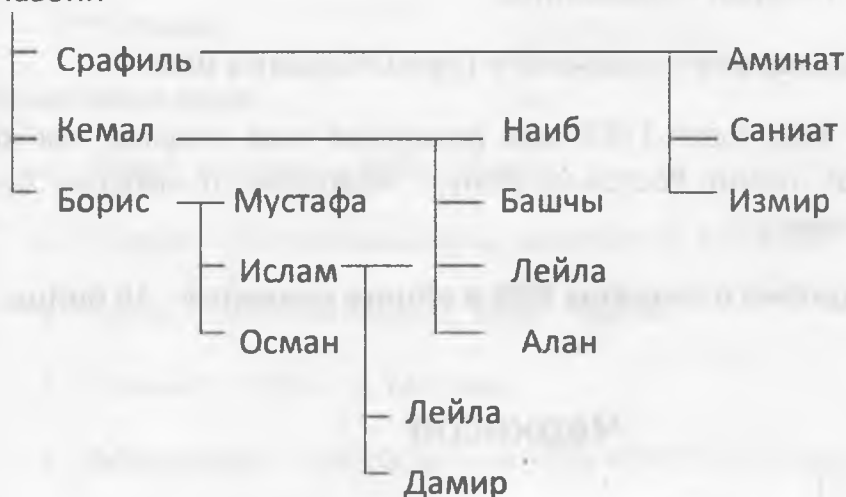 Срафиль Аминат
Кемал Наиб Саниат
Борис Мустафа Башчы Измир
Ислам Лейла
Осман Алан
Лейла
Дамир